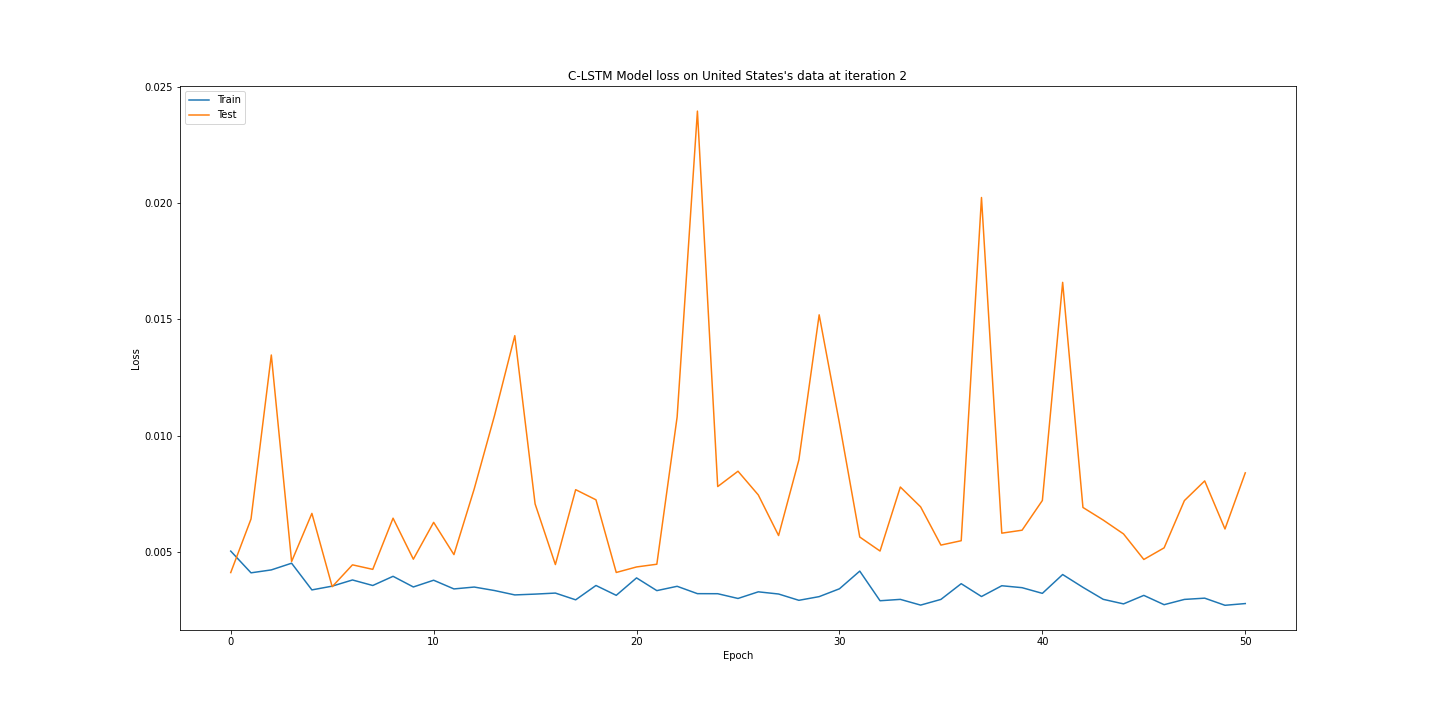 C-LSTM Model loss on United States's data at iteration 2
Train
Test
0.025
0.020
0.015
0.010
0.005
Loss
0 10 20 30 40 50
Epoch